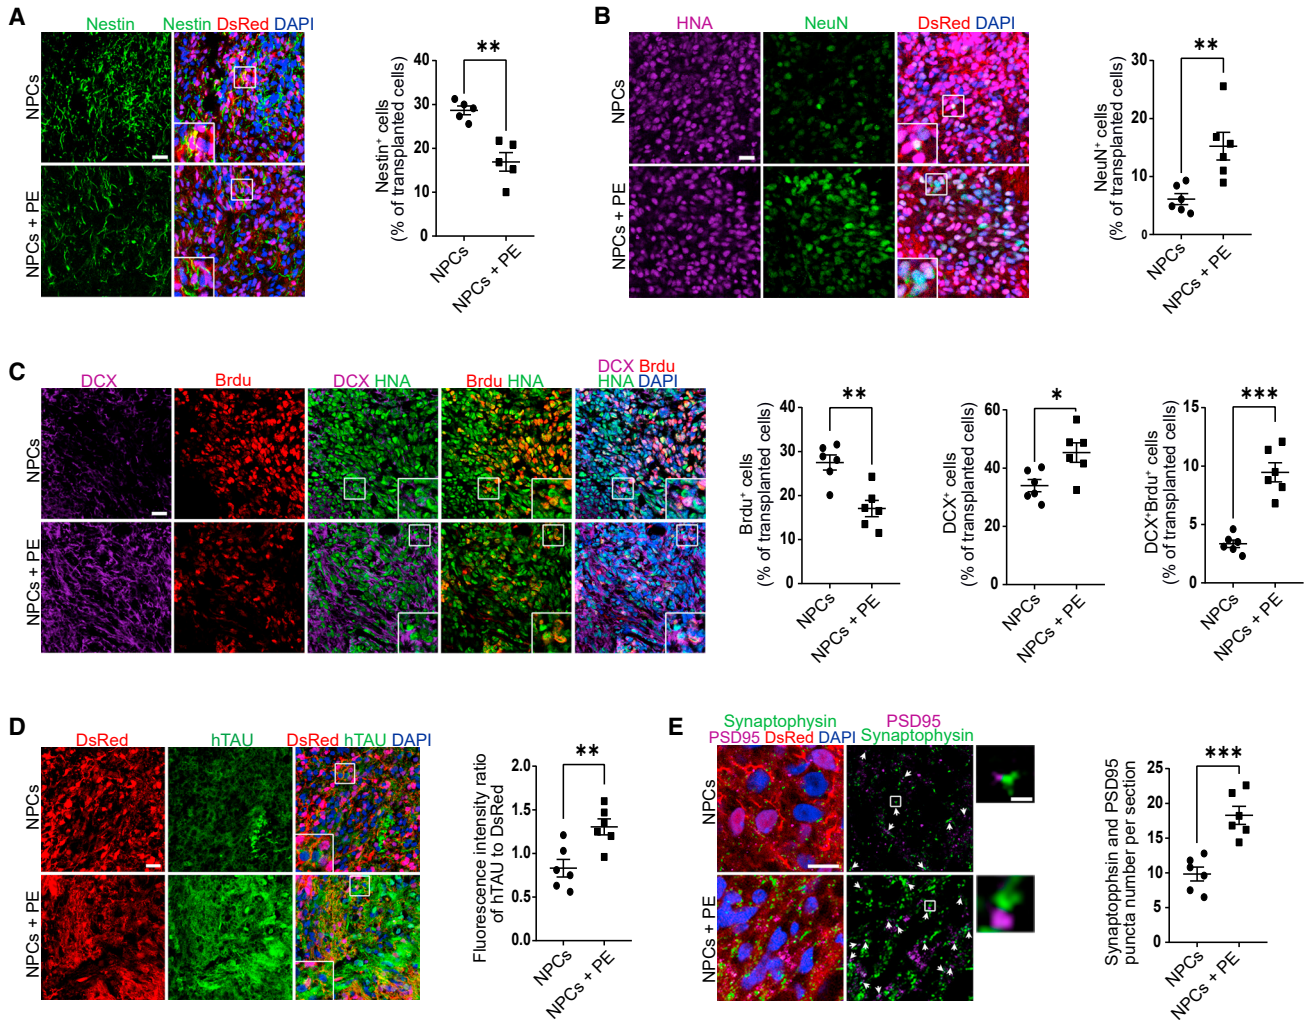 A
Nestin
Nestin DsRed DAPI
NPCs
NPCs + PE
Nestin+ cells
(% of transplanted cells)
40
30
20
10
0
**
NPCs
NPCs + PE
B
HNA
NeuN
DsRed DAPI
NPCs
NPCs + PE
NeuN+ cells
(% of transplanted cells)
30
20
10
0
**
NPCs
NPCs + PE
C
DCX
Brdu
DCX HNA
Brdu HNA
DCX Brdu
HNA DAPI
NPCs
NPCs + PE
Brdu+ cells
(% of transplanted cells)
40
30
20
10
0
**
NPCs
NPCs + PE
DCX+ cells
(% of transplanted cells)
60
40
20
0
*
NPCs
NPCs + PE
DCX+Brdu+ cells
(% of transplanted cells)
15
10
5
0
***
NPCs
NPCs + PE
D
DsRed
hTAU
DsRed hTAU DAPI
NPCs
NPCs + PE
Fluorescence intensity ratio
of hTAU to DsRed
2.0
1.5
1.0
0.5
0.0
**
NPCs
NPCs + PE
E
Synaptophysin
PSD95 DsRed DAPI
PSD95
Synaptophysin
NPCs
NPCs + PE
Synaptopphsin and PSD95
puncta number per section
25
20
15
10
5
0
***
NPCs
NPCs + PE